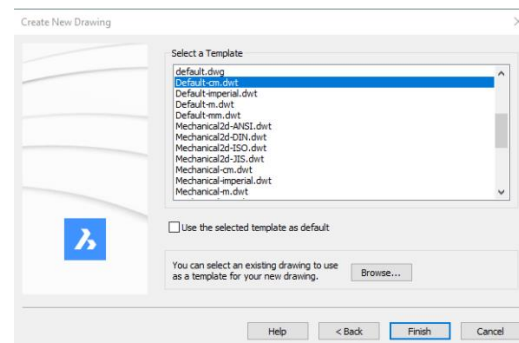 Create New Drawing
Select a Template
default.dwg
Default-cm.dwt
Default-imperial.dwt
Default-m.dwt
Default-mm.dwt
Mechanical2d-ANSI.dwt
Mechanical2d-DIN.dwt
Mechanical2d-ISO.dwt
Mechanical2d-JIS.dwt
Mechanical-cm.dwt
Mechanical-imperial.dwt
Mechanical-m.dwt
Use the selected template as default
You can select an existing drawing to use
as a template for your new drawing.
Browse...
Help
< Back
Finish
Cancel